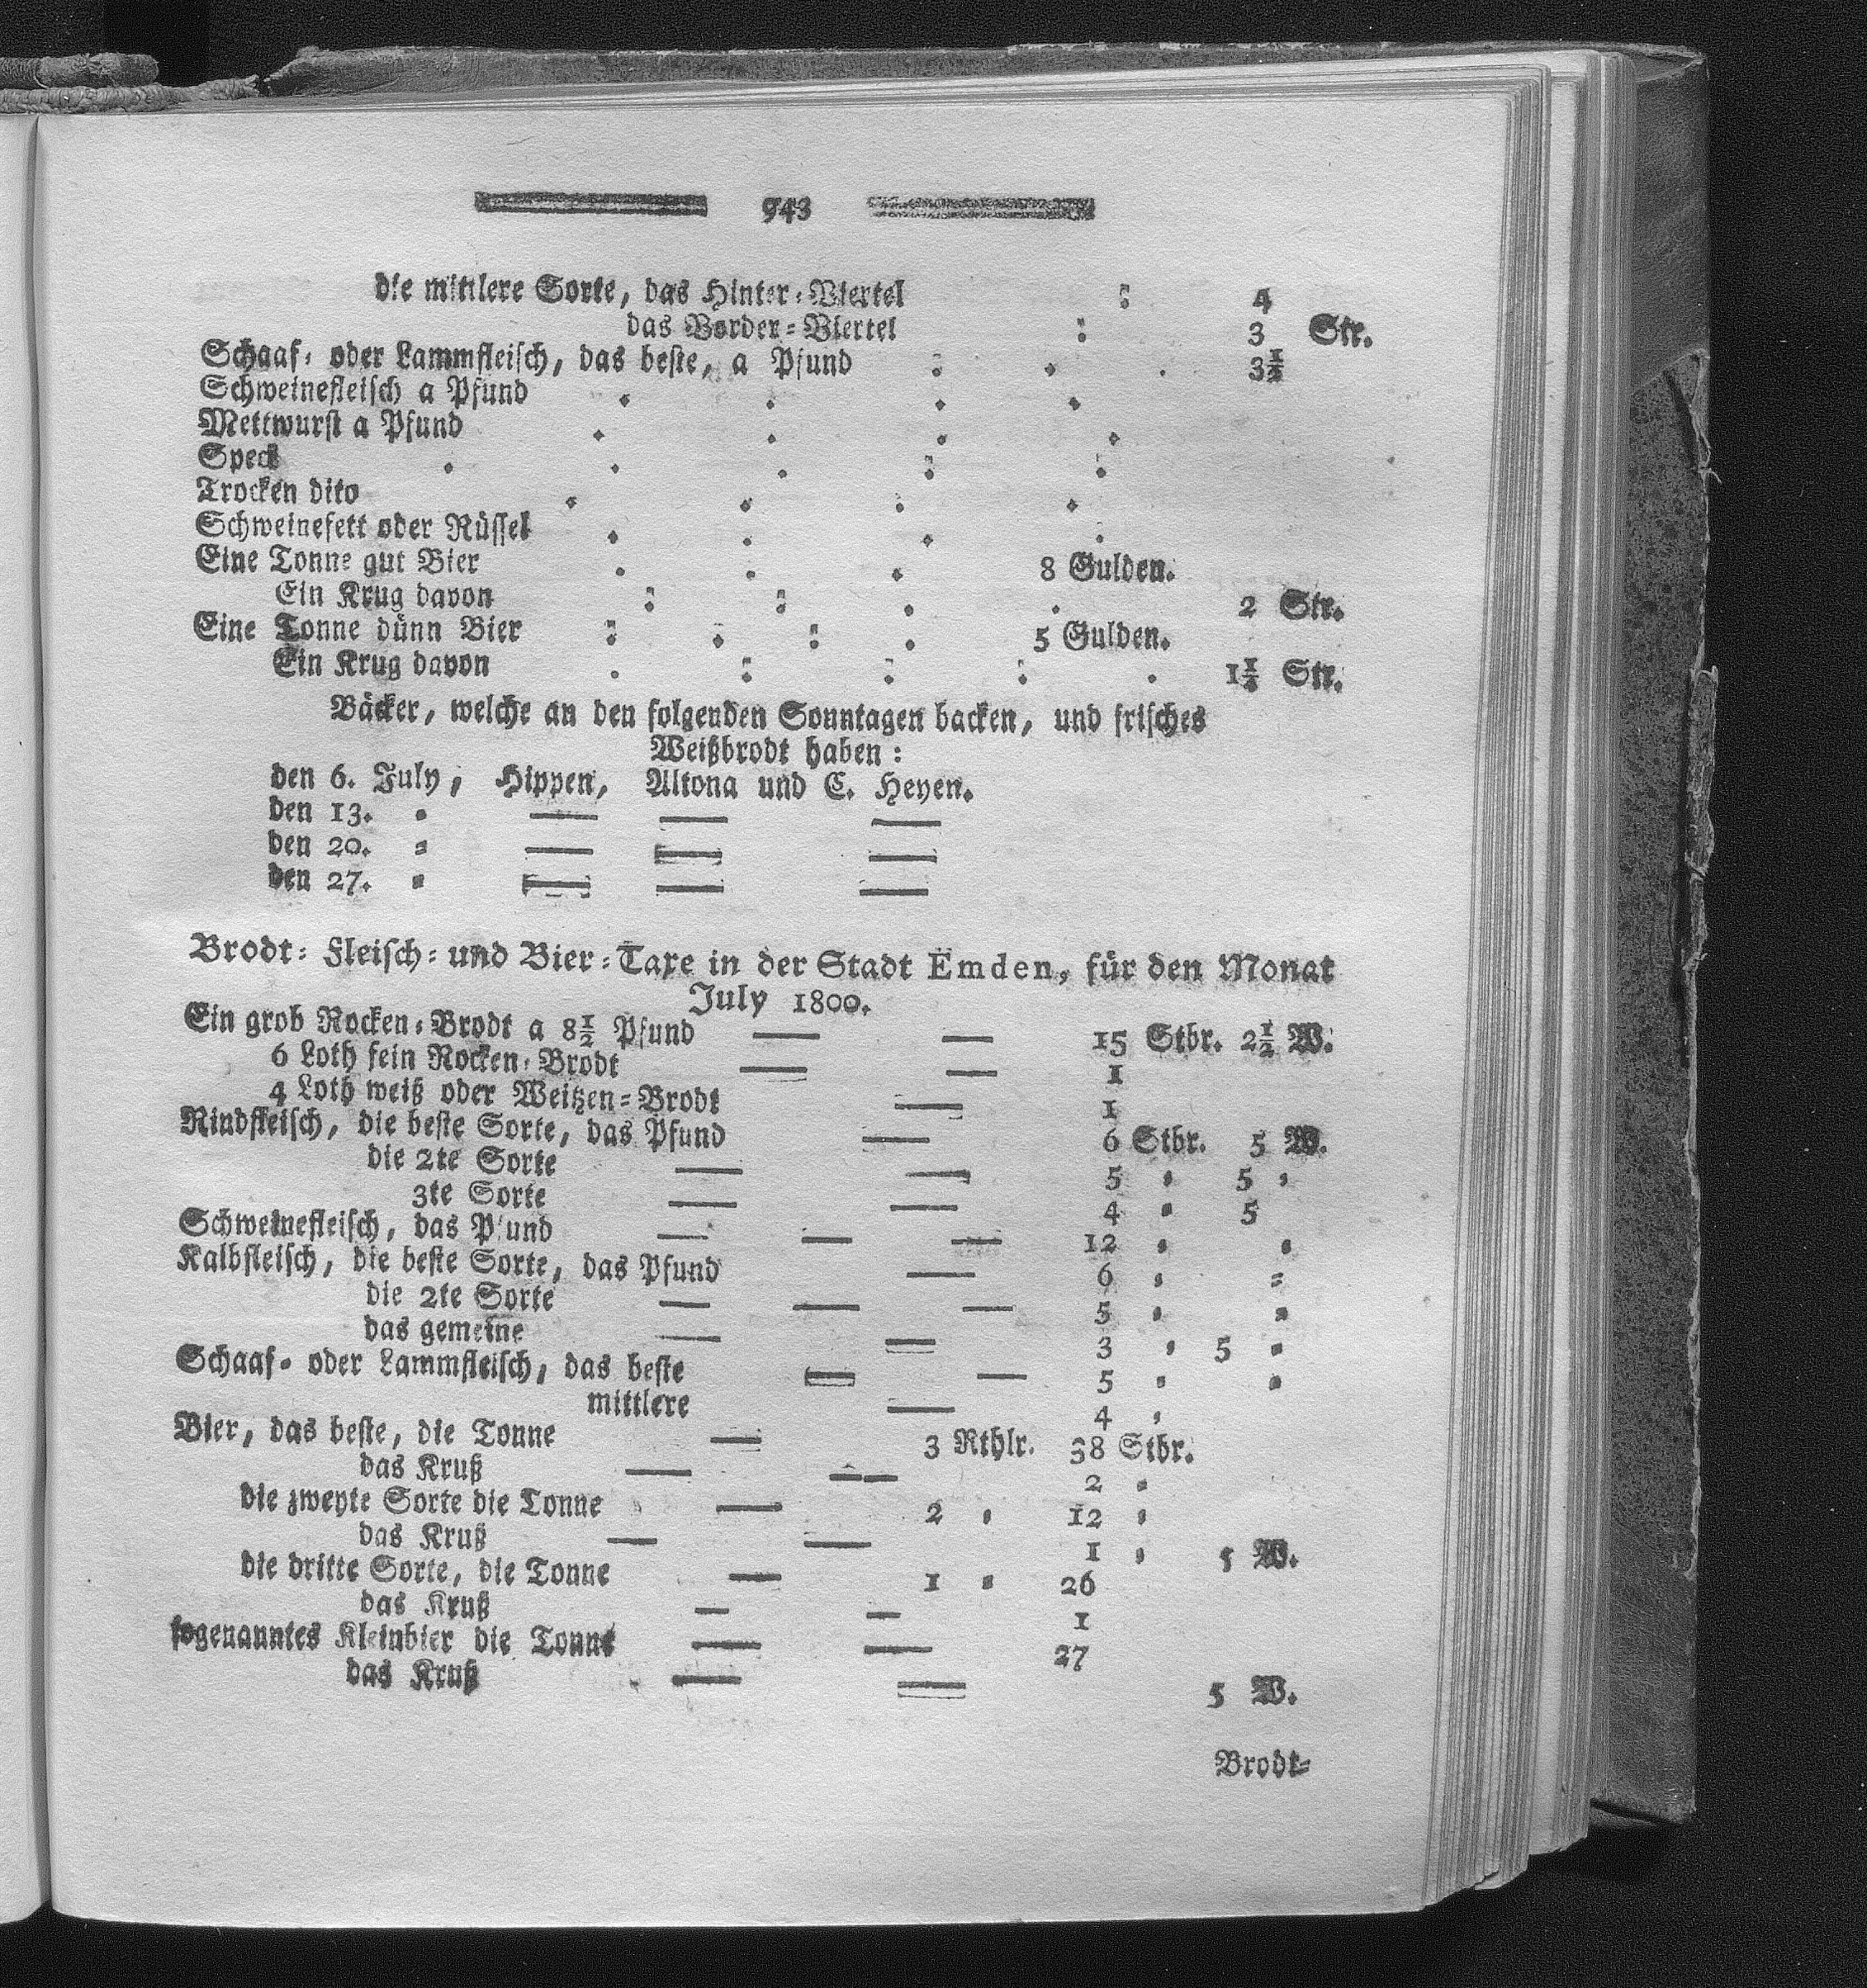 943
die mittlere Sorte, das Hinter-Viertel : 4
das Vorder-Viertel : 3 Str.
Schaaf- oder Lammfleisch, das beste, a Pfund : . . 3½
Schweinefleisch a Pfund . . . .
Mettwurst a Pfund . . . .
Speck . . . : :
Trocken dito . . : .
Schweinefett oder Rüssel . . . .
Eine Tonne gut Bier . . . 8 Gulden.
Ein Krug davon : : . . 2 Str.
Eine Tonne dünn Bier : . : . 5 Gulden.
Ein Krug davon . : : : . 1½ Str.
Bäcker, welche an den folgenden Sonntagen backen, und frisches
Weißbrodt haben:
den 6. July, Hippen, Altona und C. Heyen.
den 13. - — — —
den 20. - — — —
den 27. - — — —
Brodt- Fleisch- und Bier-Taxe in der Stadt Emden, für den Monat
July 1800.
Ein grob Rocken-Brodt a 8½ Pfund — — 15 Stbr. 2½ W.
6 Loth fein Rocken-Brodt — — 1
4 Loth weiß oder Weitzen-Brodt — 1
Rindfleisch, die beste Sorte, das Pfund — 6 Stbr. 5 W.
die 2te Sorte — — 5 - 5 -
3te Sorte — — 4 - 5
Schweinefleisch, das Pfund — — — 12 - -
Kalbfleisch, die beste Sorte, das Pfund — 6 - -
die 2te Sorte — — — 5 - -
das gemeine — — 3 - 5 -
Schaaf- oder Lammfleisch, das beste — — 5 - -
mittlere — 4 -
Bier, das beste, die Tonne — 3 Rthlr. 38 Stbr.
das Kruß — — 2 -
die zweyte Sorte die Tonne — 2 - 12 -
das Kruß — — 1 - 5 W.
die dritte Sorte, die Tonne — 1 - 26
das Kruß — — 1
sogenanntes Kleinbier die Tonne — — 27
das Kruß — — 5 W.
Brodt-